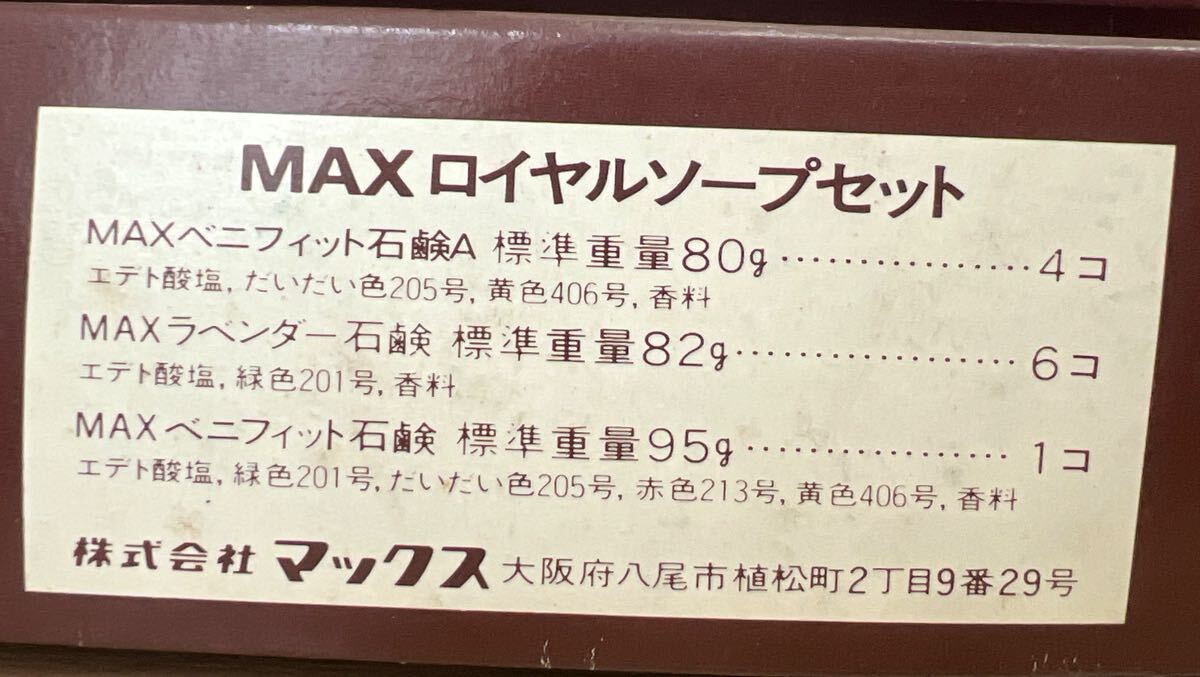 MAXロイヤルソープセット
MAXベニフィット石鹸A 標準重量80g‥‥‥‥‥‥‥‥4コ
エデト酸塩,だいだい色205号,黄色406号,香料
MAXラベンダー石鹸 標準重量82g‥‥‥‥‥‥‥‥‥6コ
エデト酸塩,緑色201号,香料
MAXベニフィット石鹸 標準重量95g‥‥‥‥‥‥‥‥1コ
エデト酸塩,緑色201号,だいだい色205号,赤色213号,黄色406号,香料
株式会社 マックス 大阪府八尾市植松町2丁目9番29号